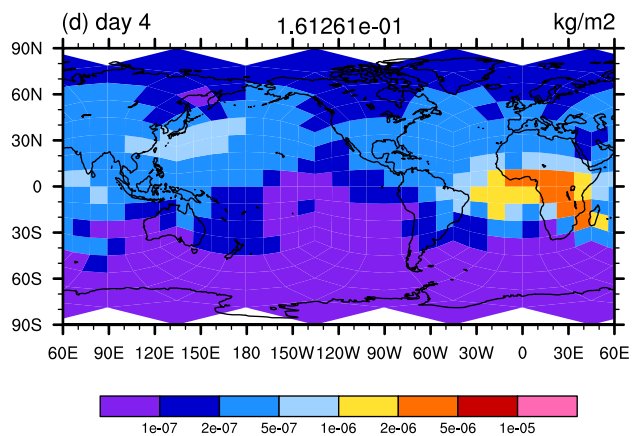 (d) day 4 1.61261e-01 kg/m2
90N
60N
30N
0
30S
60S
90S
60E 90E 120E 150E 180 150W 120W 90W 60W 30W 0 30E 60E
1e-07 2e-07 5e-07 1e-06 2e-06 5e-06 1e-05